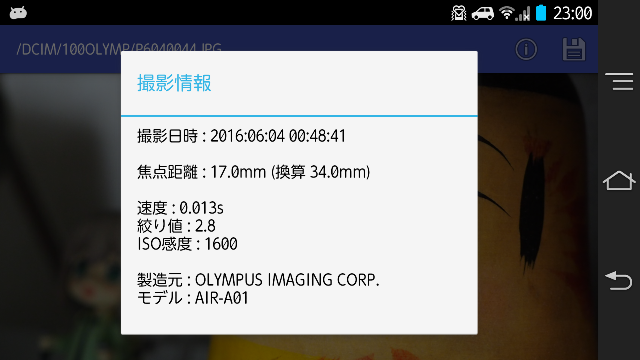 23:00
/DCIM/100OLYMP/P6040044.JPG
撮影情報
撮影日時 : 2016:06:04 00:48:41
焦点距離 : 17.0mm (換算 34.0mm)
速度 : 0.013s
絞り値 : 2.8
ISO感度 : 1600
製造元 : OLYMPUS IMAGING CORP.
モデル : AIR-A01